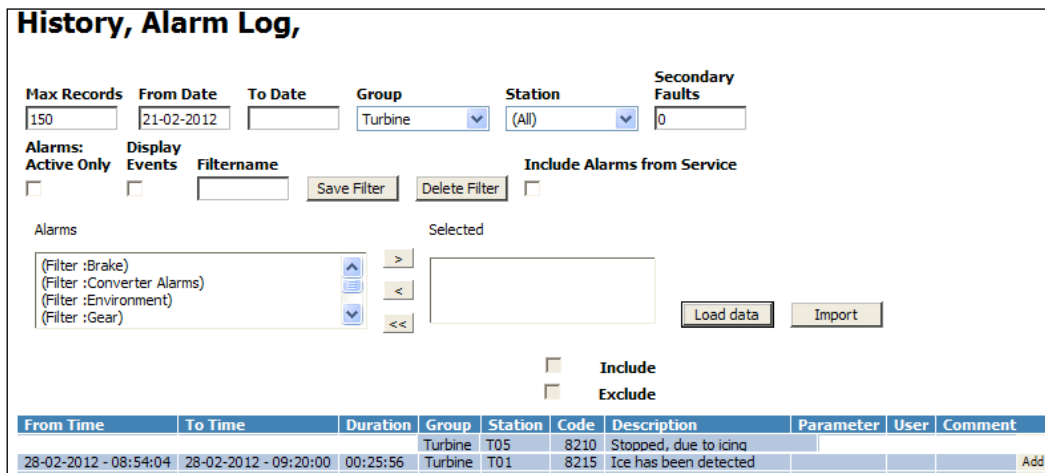 History, Alarm Log,
Max Records From Date To Date Group Station Secondary Faults
150 21-02-2012 Turbine (All) 0
Alarms: Active Only Display Events Filtername Save Filter Delete Filter Include Alarms from Service
Alarms Selected
(Filter :Brake)
(Filter :Converter Alarms)
(Filter :Environment)
(Filter :Gear)
>
<
<<
Load data Import
Include
Exclude
From Time To Time Duration Group Station Code Description Parameter User Comment
Turbine T05 8210 Stopped, due to icing
28-02-2012 - 08:54:04 28-02-2012 - 09:20:00 00:25:56 Turbine T01 8215 Ice has been detected Add